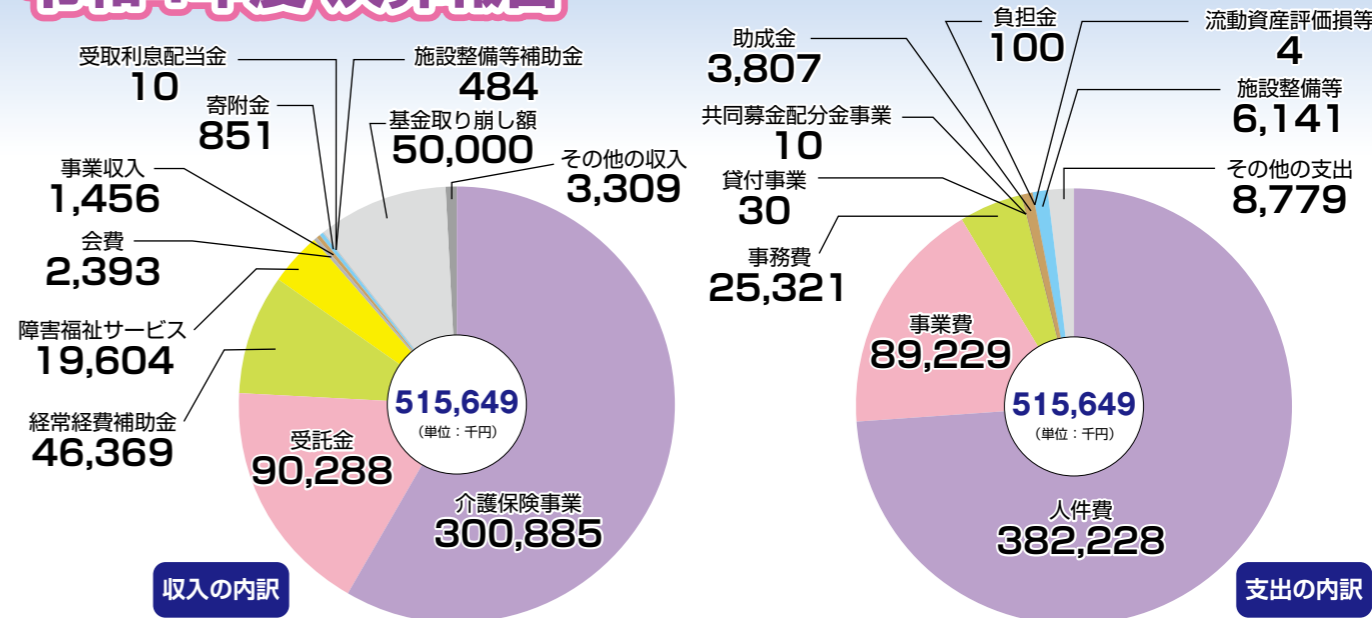 受取利息配当金
10
施設整備等補助金
484
寄附金
851
基金取り崩し額
50,000
その他の収入
3,309
事業収入
1,456
会費
2,393
障害福祉サービス
19,604
経常経費補助金
46,369
受託金
90,288
介護保険事業
300,885
515,649
(単位:千円)
収入の内訳
負担金
100
流動資産評価損等
4
助成金
3,807
施設整備等
6,141
共同募金配分金事業
10
その他の支出
8,779
貸付事業
30
事務費
25,321
事業費
89,229
人件費
382,228
515,649
(単位:千円)
支出の内訳